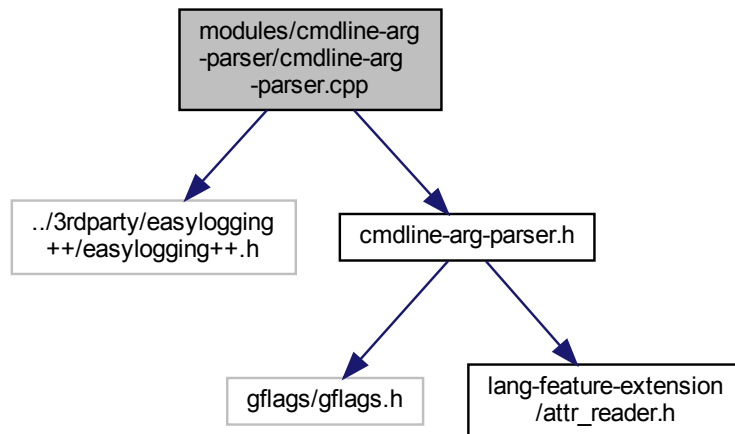 modules/cmdline-arg
-parser/cmdline-arg
-parser.cpp
../3rdparty/easylogging
++/easylogging++.h
cmdline-arg-parser.h
gflags/gflags.h
lang-feature-extension
/attr_reader.h